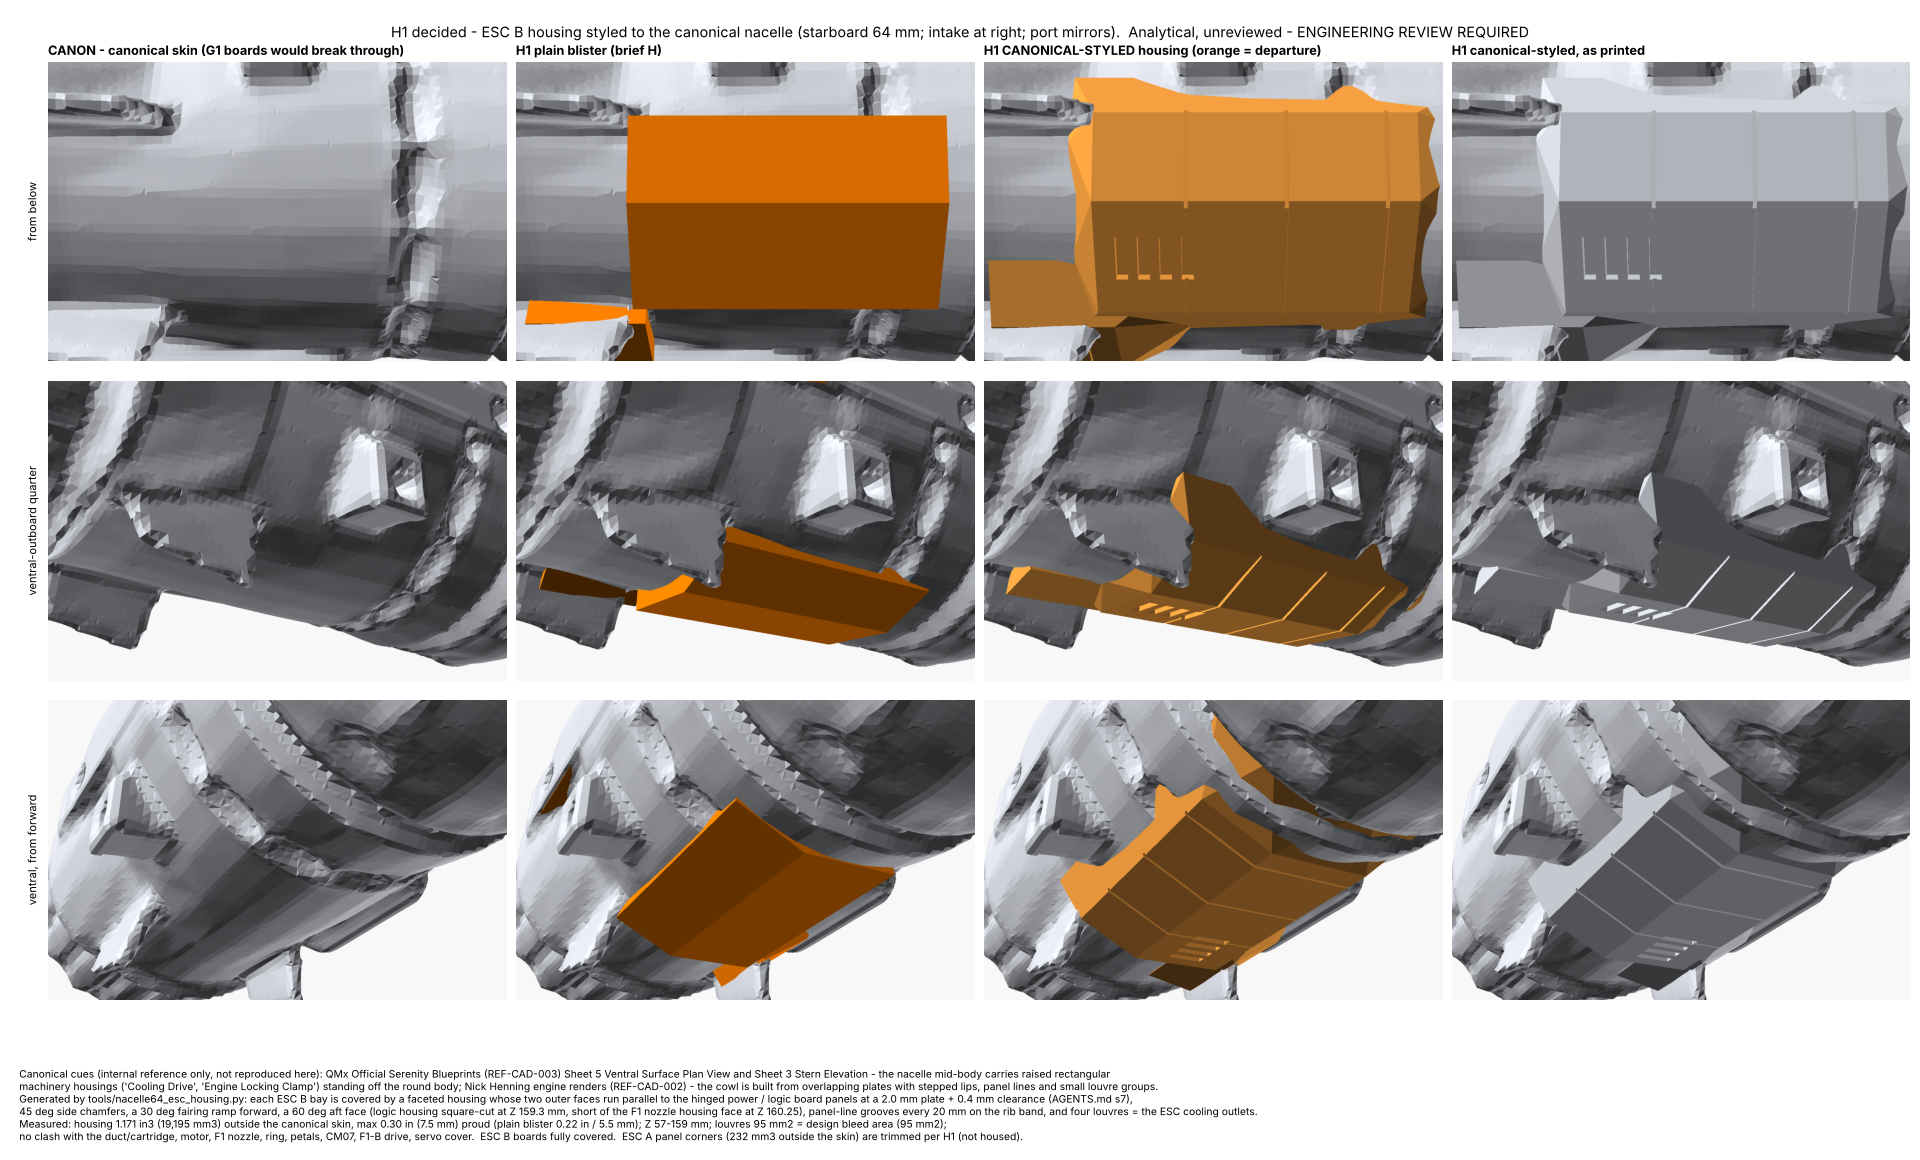 H1 decided - ESC B housing styled to the canonical nacelle (starboard 64 mm; intake at right; port mirrors).  Analytical, unreviewed - ENGINEERING REVIEW REQUIRED
CANON - canonical skin (G1 boards would break through)
H1 plain blister (brief H)
H1 CANONICAL-STYLED housing (orange = departure)
H1 canonical-styled, as printed
from below
ventral-outboard quarter
ventral, from forward
Canonical cues (internal reference only, not reproduced here): QMx Official Serenity Blueprints (REF-CAD-003) Sheet 5 Ventral Surface Plan View and Sheet 3 Stern Elevation - the nacelle mid-body carries raised rectangular
machinery housings ('Cooling Drive', 'Engine Locking Clamp') standing off the round body; Nick Henning engine renders (REF-CAD-002) - the cowl is built from overlapping plates with stepped lips, panel lines and small louvre groups.
Generated by tools/nacelle64_esc_housing.py: each ESC B bay is covered by a faceted housing whose two outer faces run parallel to the hinged power / logic board panels at a 2.0 mm plate + 0.4 mm clearance (AGENTS.md s7),
45 deg side chamfers, a 30 deg fairing ramp forward, a 60 deg aft face (logic housing square-cut at Z 159.3 mm, short of the F1 nozzle housing face at Z 160.25), panel-line grooves every 20 mm on the rib band, and four louvres = the ESC cooling outlets.
Measured: housing 1.171 in3 (19,195 mm3) outside the canonical skin, max 0.30 in (7.5 mm) proud (plain blister 0.22 in / 5.5 mm); Z 57-159 mm; louvres 95 mm2 = design bleed area (95 mm2);
no clash with the duct/cartridge, motor, F1 nozzle, ring, petals, CM07, F1-B drive, servo cover.  ESC B boards fully covered.  ESC A panel corners (232 mm3 outside the skin) are trimmed per H1 (not housed).